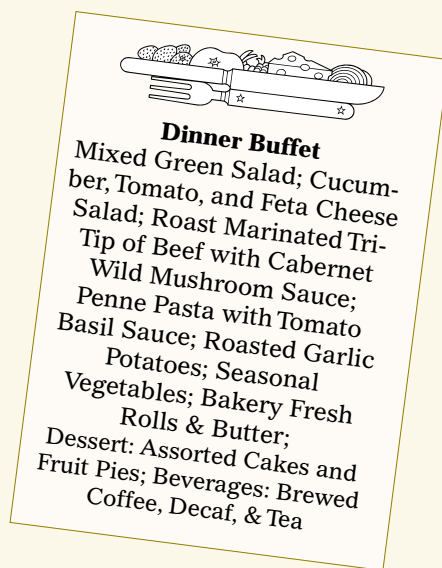 Dinner Buffet
Mixed Green Salad; Cucum-
ber, Tomato, and Feta Cheese
Salad; Roast Marinated Tri-
Tip of Beef with Cabernet
Wild Mushroom Sauce;
Penne Pasta with Tomato
Basil Sauce; Roasted Garlic
Potatoes; Seasonal
Vegetables; Bakery Fresh
Rolls & Butter;
Dessert: Assorted Cakes and
Fruit Pies; Beverages: Brewed
Coffee, Decaf, & Tea